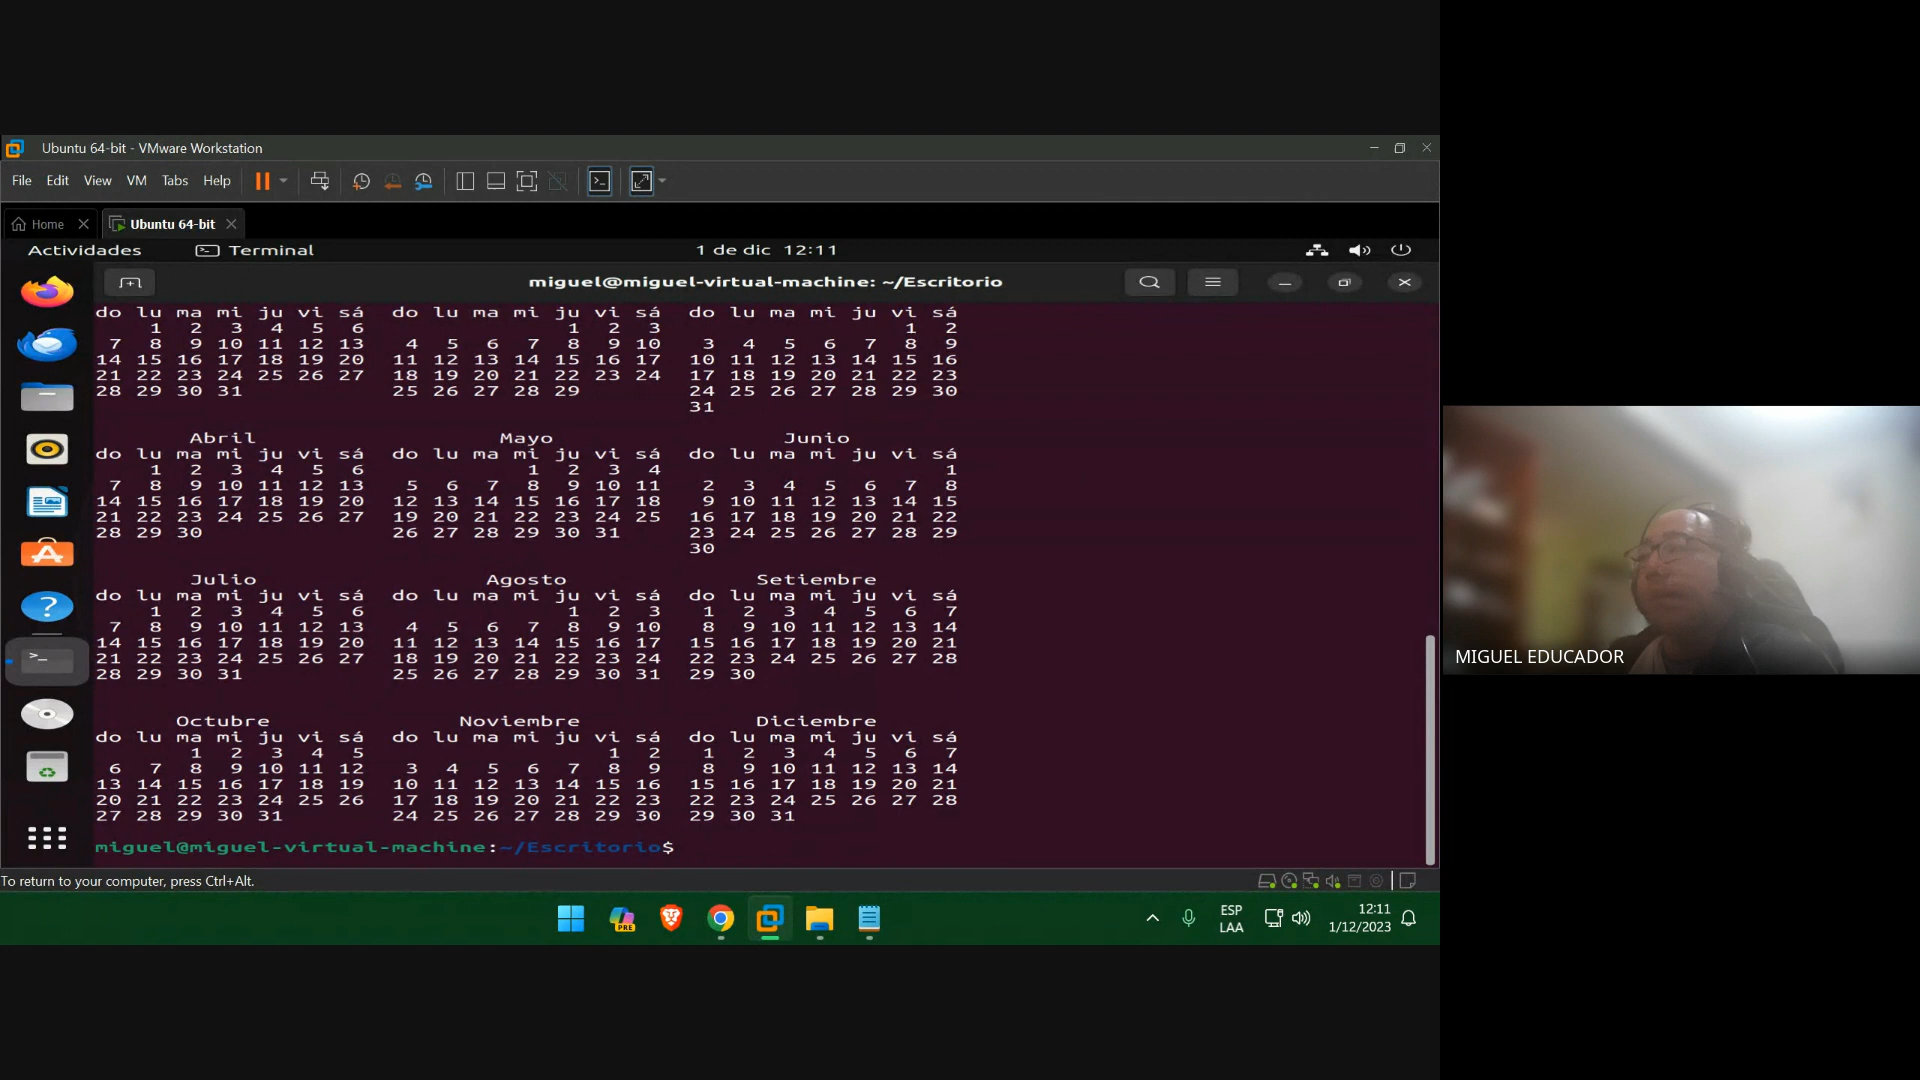 Ubuntu 64-bit - VMware Workstation
File Edit View VM Tabs Help
Home Ubuntu 64-bit
Actividades Terminal 1 de dic 12:11
miguel@miguel-virtual-machine: ~/Escritorio
do lu ma mi ju vi sá do lu ma mi ju vi sá do lu ma mi ju vi sá
1 2 3 4 5 6 1 2 3 1 2
7 8 9 10 11 12 13 4 5 6 7 8 9 10 3 4 5 6 7 8 9
14 15 16 17 18 19 20 11 12 13 14 15 16 17 10 11 12 13 14 15 16
21 22 23 24 25 26 27 18 19 20 21 22 23 24 17 18 19 20 21 22 23
28 29 30 31 25 26 27 28 29 24 25 26 27 28 29 30
31
Abril Mayo Junio
do lu ma mi ju vi sá do lu ma mi ju vi sá do lu ma mi ju vi sá
1 2 3 4 5 6 1 2 3 4 1
7 8 9 10 11 12 13 5 6 7 8 9 10 11 2 3 4 5 6 7 8
14 15 16 17 18 19 20 12 13 14 15 16 17 18 9 10 11 12 13 14 15
21 22 23 24 25 26 27 19 20 21 22 23 24 25 16 17 18 19 20 21 22
28 29 30 26 27 28 29 30 31 23 24 25 26 27 28 29
30
Julio Agosto Setiembre
do lu ma mi ju vi sá do lu ma mi ju vi sá do lu ma mi ju vi sá
1 2 3 4 5 6 1 2 3 1 2 3 4 5 6 7
7 8 9 10 11 12 13 4 5 6 7 8 9 10 8 9 10 11 12 13 14
14 15 16 17 18 19 20 11 12 13 14 15 16 17 15 16 17 18 19 20 21
21 22 23 24 25 26 27 18 19 20 21 22 23 24 22 23 24 25 26 27 28
28 29 30 31 25 26 27 28 29 30 31 29 30
Octubre Noviembre Diciembre
do lu ma mi ju vi sá do lu ma mi ju vi sá do lu ma mi ju vi sá
1 2 3 4 5 1 2 1 2 3 4 5 6 7
6 7 8 9 10 11 12 3 4 5 6 7 8 9 8 9 10 11 12 13 14
13 14 15 16 17 18 19 10 11 12 13 14 15 16 15 16 17 18 19 20 21
20 21 22 23 24 25 26 17 18 19 20 21 22 23 22 23 24 25 26 27 28
27 28 29 30 31 24 25 26 27 28 29 30 29 30 31
miguel@miguel-virtual-machine:~/Escritorio$
To return to your computer, press Ctrl+Alt.
PRE
ESP
LAA
12:11
1/12/2023
MIGUEL EDUCADOR